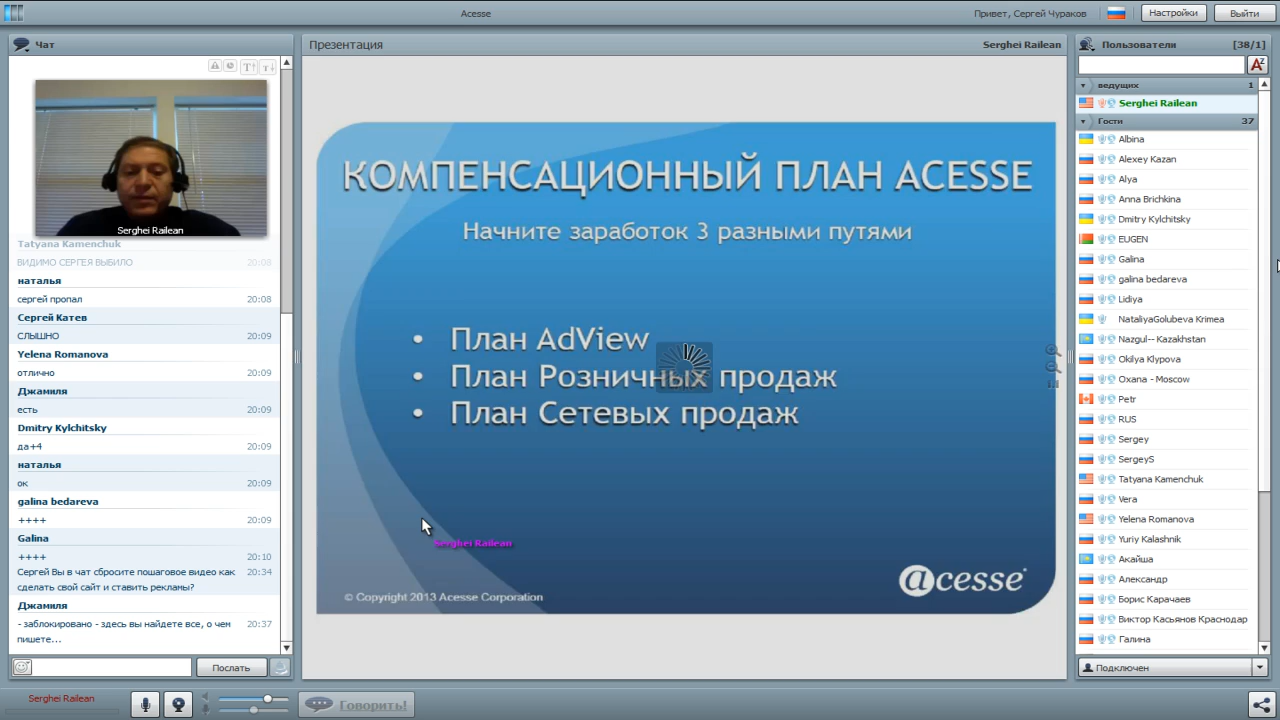 Acesse
Привет, Сергей Чураков
Настройки
Выйти
Чат
Serghei Railean
Tatyana Kamenchuk
ВИДИМО СЕРГЕЯ ВЫБИЛО 20:08
наталья
сергей пропал 20:08
Сергей Катев
СЛЫШНО 20:09
Yelena Romanova
отлично 20:09
Джамиля
есть 20:09
Dmitry Kylchitsky
да+4 20:09
наталья
ок 20:09
galina bedareva
++++ 20:09
Galina
++++ 20:10
Сергей Вы в чат сбросите пошаговое видео как 20:34
сделать свой сайт и ставить рекламы?
Джамиля
- заблокировано - здесь вы найдете все, о чем 20:37
пишете...
Послать
Serghei Railean
Говорить!
Презентация
Serghei Railean
КОМПЕНСАЦИОННЫЙ ПЛАН ACESSE
Начните заработок 3 разными путями
• План AdView
• План Розничных продаж
• План Сетевых продаж
Serghei Railean
© Copyright 2013 Acesse Corporation
@cesse®
Пользователи [38/1]
AZ
ведущих 1
Serghei Railean
Гости 37
Albina
Alexey Kazan
Alya
Anna Brichkina
Dmitry Kylchitsky
EUGEN
Galina
galina bedareva
Lidiya
NataliyaGolubeva Krimea
Nazgul-- Kazakhstan
Okilya Klypova
Oxana - Moscow
Petr
RUS
Sergey
SergeyS
Tatyana Kamenchuk
Vera
Yelena Romanova
Yuriy Kalashnik
Акайша
Александр
Борис Карачаев
Виктор Касьянов Краснодар
Галина
Подключен